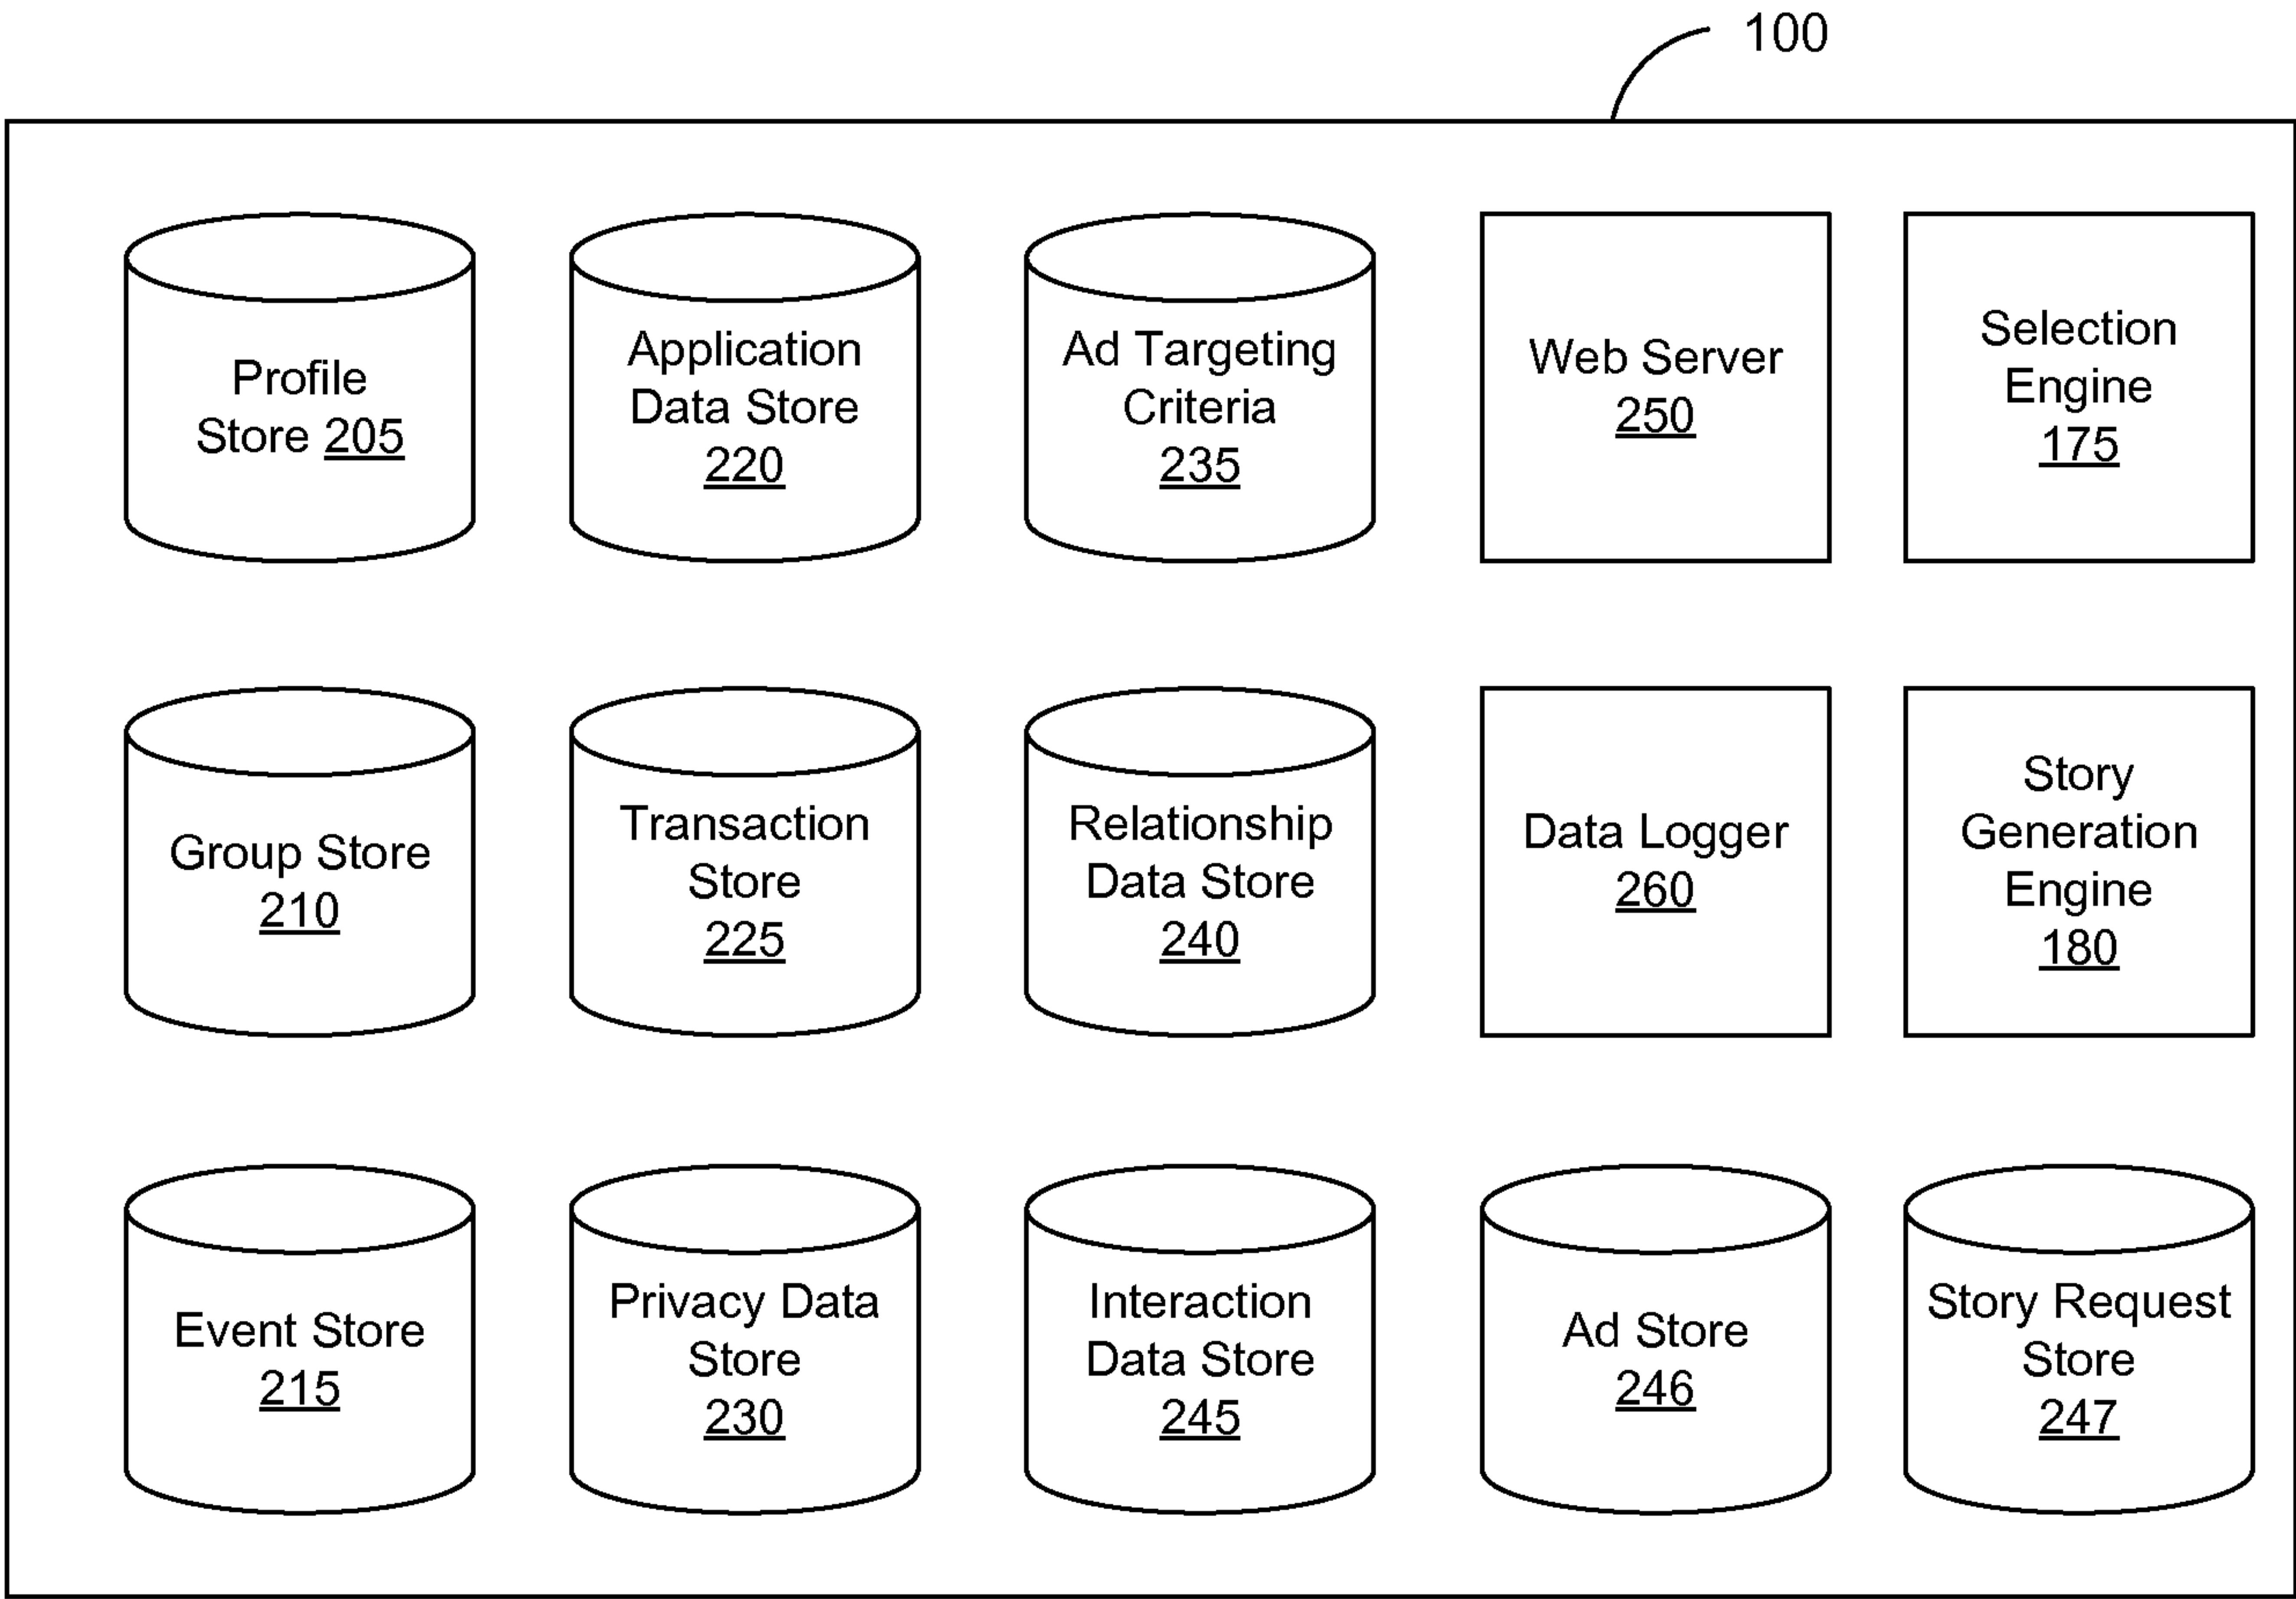 100
Profile
Store 205
Application
Data Store
220
Ad Targeting
Criteria
235
Web Server
250
Selection
Engine
175
Group Store
210
Transaction
Store
225
Relationship
Data Store
240
Data Logger
260
Story
Generation
Engine
180
Event Store
215
Privacy Data
Store
230
Interaction
Data Store
245
Ad Store
246
Story Request
Store
247